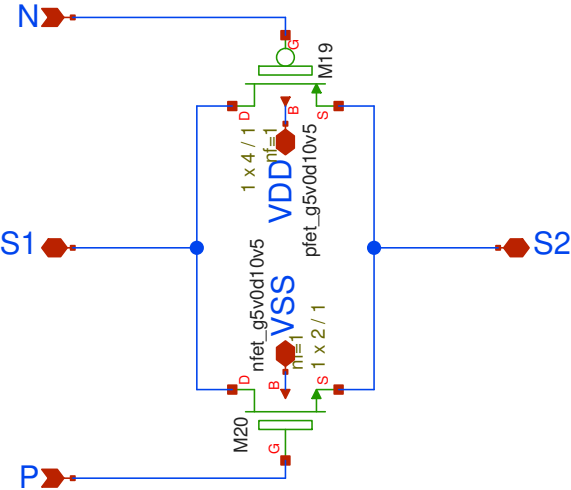 N
G
M19
D
B
S
1 x 4 / 1
nf=1
VDD
pfet_g5v0d10v5
S1
S2
nfet_g5v0d10v5
VSS
nf=1
1 x 2 / 1
D
B
S
M20
G
P